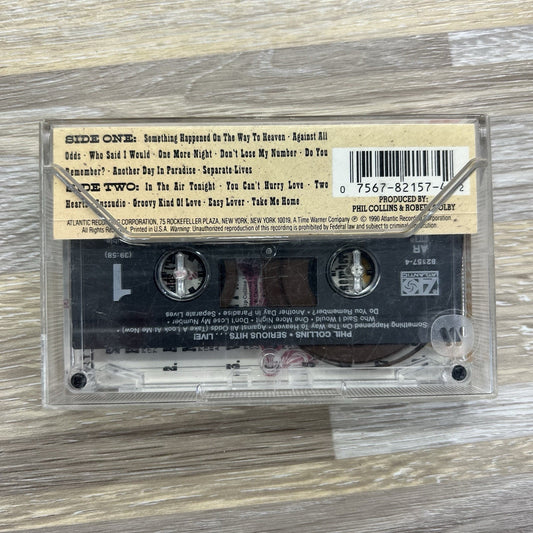 SIDE ONE: Something Happened On The Way To Heaven · Against All
Odds · Who Said I Would · One More Night · Don't Lose My Number · Do You
Remember? · Another Day In Paradise · Separate Lives
SIDE TWO: In The Air Tonight · You Can't Hurry Love · Two
Hearts · Sussudio · Groovy Kind Of Love · Easy Lover · Take Me Home
0 7567-82157-4 2
PRODUCED BY:
PHIL COLLINS & ROBERT COLBY
ATLANTIC RECORDING CORPORATION, 75 ROCKEFELLER PLAZA, NEW YORK, NEW YORK 10019. A Time Warner Company ℗ © 1990 Atlantic Recording Corporation.
All Rights Reserved. Printed in U.S.A. Warning: Unauthorized reproduction of this recording is prohibited by Federal law and subject to criminal prosecution.
PHIL COLLINS • SERIOUS HITS . . . LIVE!
Something Happened On The Way To Heaven • Against All Odds (Take A Look At Me Now) •
Who Said I Would • One More Night • Don't Lose My Number •
Do You Remember? • Another Day In Paradise • Separate Lives
1
(39:58)
ATLANTIC
82157-4
AR